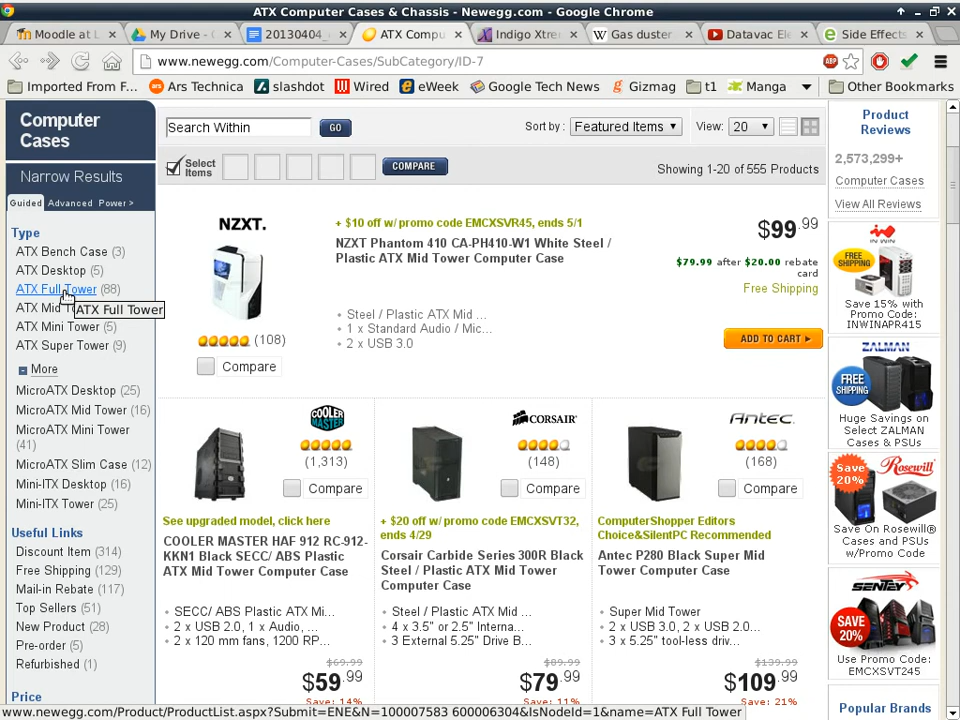 ATX Computer Cases & Chassis - Newegg.com - Google Chrome
Moodle at L
My Drive -
20130404_
ATX Compu
Indigo Xtre
Gas duster
Datavac Ele
Side Effects
www.newegg.com/Computer-Cases/SubCategory/ID-7
ABP
Imported From F...
Ars Technica
slashdot
Wired
eWeek
Google Tech News
Gizmag
t1
Manga
Other Bookmarks
Computer
Cases
Narrow Results
Guided
Advanced
Power >
Type
ATX Bench Case (3)
ATX Desktop (5)
ATX Full Tower (88)
ATX Mid
ATX Full Tower
ATX Mini Tower (5)
ATX Super Tower (9)
More
MicroATX Desktop (25)
MicroATX Mid Tower (16)
MicroATX Mini Tower
(41)
MicroATX Slim Case (12)
Mini-ITX Desktop (16)
Mini-ITX Tower (25)
Useful Links
Discount Item (314)
Free Shipping (129)
Mail-in Rebate (117)
Top Sellers (51)
New Product (28)
Pre-order (5)
Refurbished (1)
Price
Search Within
GO
Sort by : Featured Items
View: 20
Select
Items
COMPARE
Showing 1-20 of 555 Products
NZXT.
(108)
Compare
+ $10 off w/ promo code EMCXSVR45, ends 5/1
NZXT Phantom 410 CA-PH410-W1 White Steel /
Plastic ATX Mid Tower Computer Case
Steel / Plastic ATX Mid ...
1 x Standard Audio / Mic...
2 x USB 3.0
$99.99
$79.99 after $20.00 rebate
card
Free Shipping
ADD TO CART
COOLER
MASTER
(1,313)
Compare
See upgraded model, click here
COOLER MASTER HAF 912 RC-912-
KKN1 Black SECC/ ABS Plastic
ATX Mid Tower Computer Case
SECC/ ABS Plastic ATX Mi...
2 x USB 2.0, 1 x Audio, ...
2 x 120 mm fans, 1200 RP...
$69.99
$59.99
Save: 14%
CORSAIR
(148)
Compare
+ $20 off w/ promo code EMCXSVT32,
ends 4/29
Corsair Carbide Series 300R Black
Steel / Plastic ATX Mid Tower
Computer Case
Steel / Plastic ATX Mid ...
4 x 3.5" or 2.5" Interna...
3 External 5.25" Drive B...
$89.99
$79.99
Save: 11%
Antec.
(168)
Compare
ComputerShopper Editors
Choice&SilentPC Recommended
Antec P280 Black Super Mid
Tower Computer Case
Super Mid Tower
2 x USB 3.0, 2 x USB 2.0...
3 x 5.25" tool-less driv...
$139.99
$109.99
Save: 21%
Product
Reviews
2,573,299+
Computer Cases
View All Reviews
IN WIN
FREE
SHIPPING
Save 15% with
Promo Code:
INWINAPR415
ZALMAN
FREE
SHIPPING
Huge Savings on
Select ZALMAN
Cases & PSUs
Rosewill
Save
20%
Save On Rosewill®
Cases and PSUs
w/Promo Code
SENTEY
SAVE
20%
Use Promo Code:
EMCXSVT245
Popular Brands
www.newegg.com/Product/ProductList.aspx?Submit=ENE&N=100007583 600006304&IsNodeId=1&name=ATX Full Tower